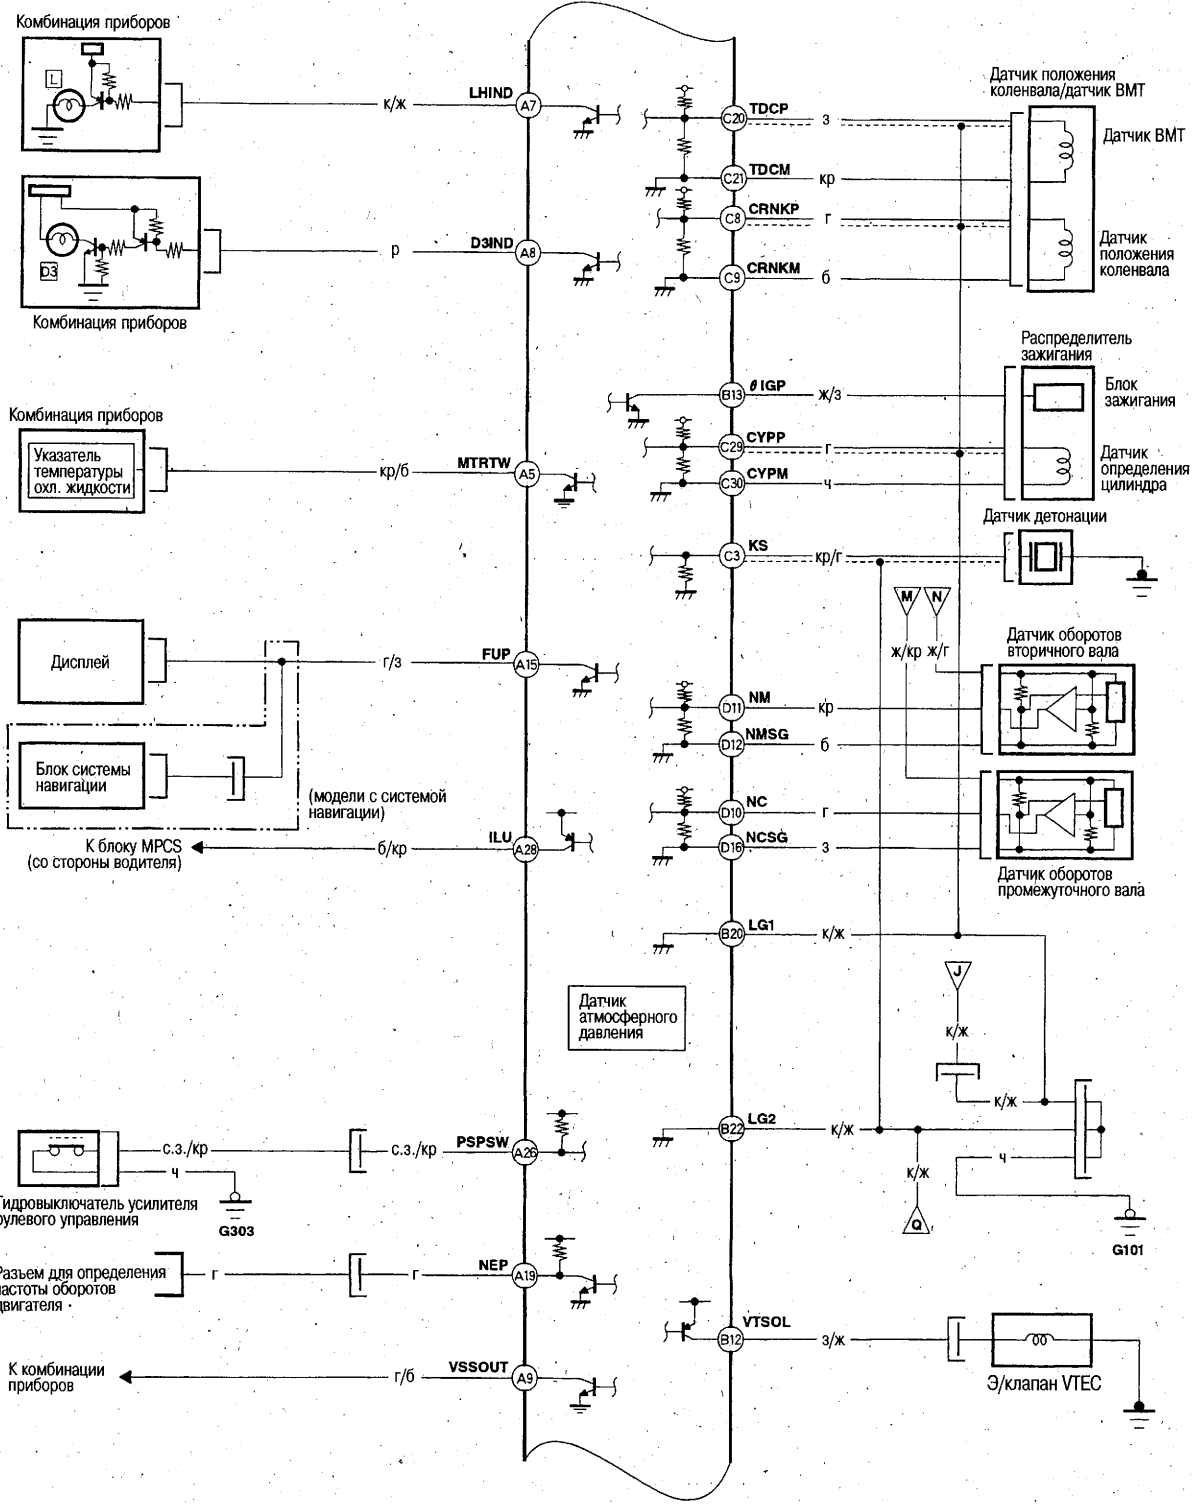 Комбинация приборов
L
к/ж
LHIND
A7
D3
р
D3IND
A8
Комбинация приборов
Комбинация приборов
Указатель
температуры
охл. жидкости
кр/б
MTRTW
A5
Дисплей
г/з
FUP
A15
Блок системы
навигации
(модели с системой
навигации)
К блоку MPCS
(со стороны водителя)
б/кр
ILU
A28
с.з./кр
ч
с.з./кр
PSPSW
A26
G303
Гидровыключатель усилителя
рулевого управления
Разъем для определения
частоты оборотов
двигателя
г
г
NEP
A19
К комбинации
приборов
г/б
VSSOUT
A9
Датчик
атмосферного
давления
C20
TDCP
з
C21
TDCM
кр
C8
CRNKP
г
C9
CRNKM
б
Датчик положения
коленвала/датчик ВМТ
Датчик ВМТ
Датчик
положения
коленвала
B13
θIGP
ж/з
C29
CYPP
г
C30
CYPM
ч
Распределитель
зажигания
Блок
зажигания
Датчик
определения
цилиндра
C3
KS
кр/г
Датчик детонации
M
N
ж/кр
ж/г
Датчик оборотов
вторичного вала
D11
NM
кр
D12
NMSG
б
D10
NC
г
D16
NCSG
з
Датчик оборотов
промежуточного вала
B20
LG1
к/ж
J
к/ж
к/ж
B22
LG2
к/ж
к/ж
Q
ч
G101
B12
VTSOL
з/ж
Э/клапан VTEC